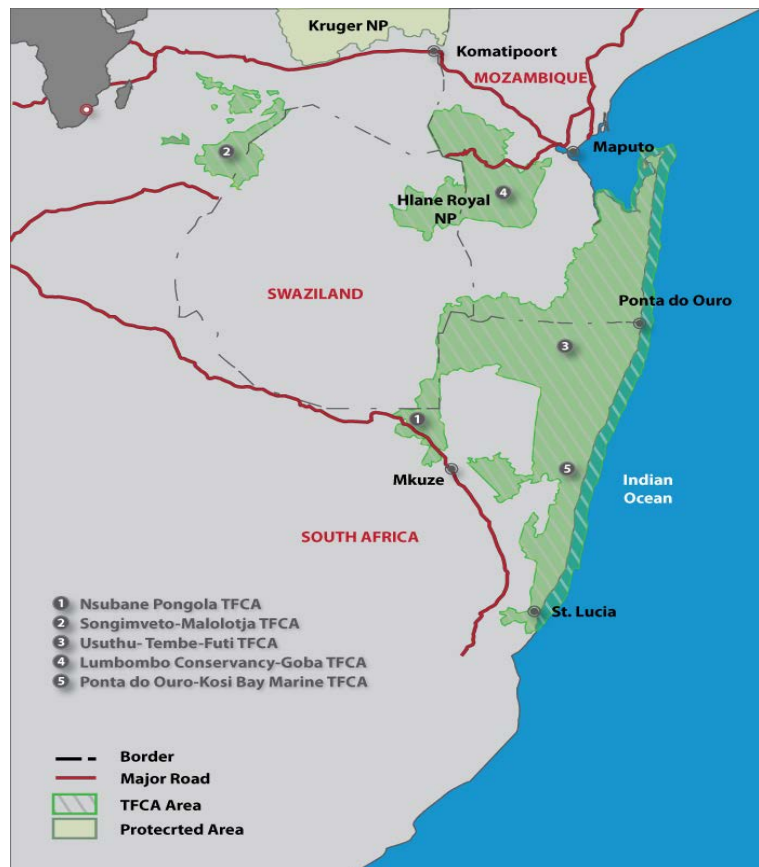 Kruger NP
Komatipoort
MOZAMBIQUE
2
Maputo
Hlane Royal
NP
4
SWAZILAND
Ponta do Ouro
3
1
5
Mkuze
Indian
Ocean
SOUTH AFRICA
St. Lucia
1 Nsubane Pongola TFCA
2 Songimveto-Malolotja TFCA
3 Usuthu- Tembe-Futi TFCA
4 Lumbombo Conservancy-Goba TFCA
5 Ponta do Ouro-Kosi Bay Marine TFCA
Border
Major Road
TFCA Area
Protecrted Area